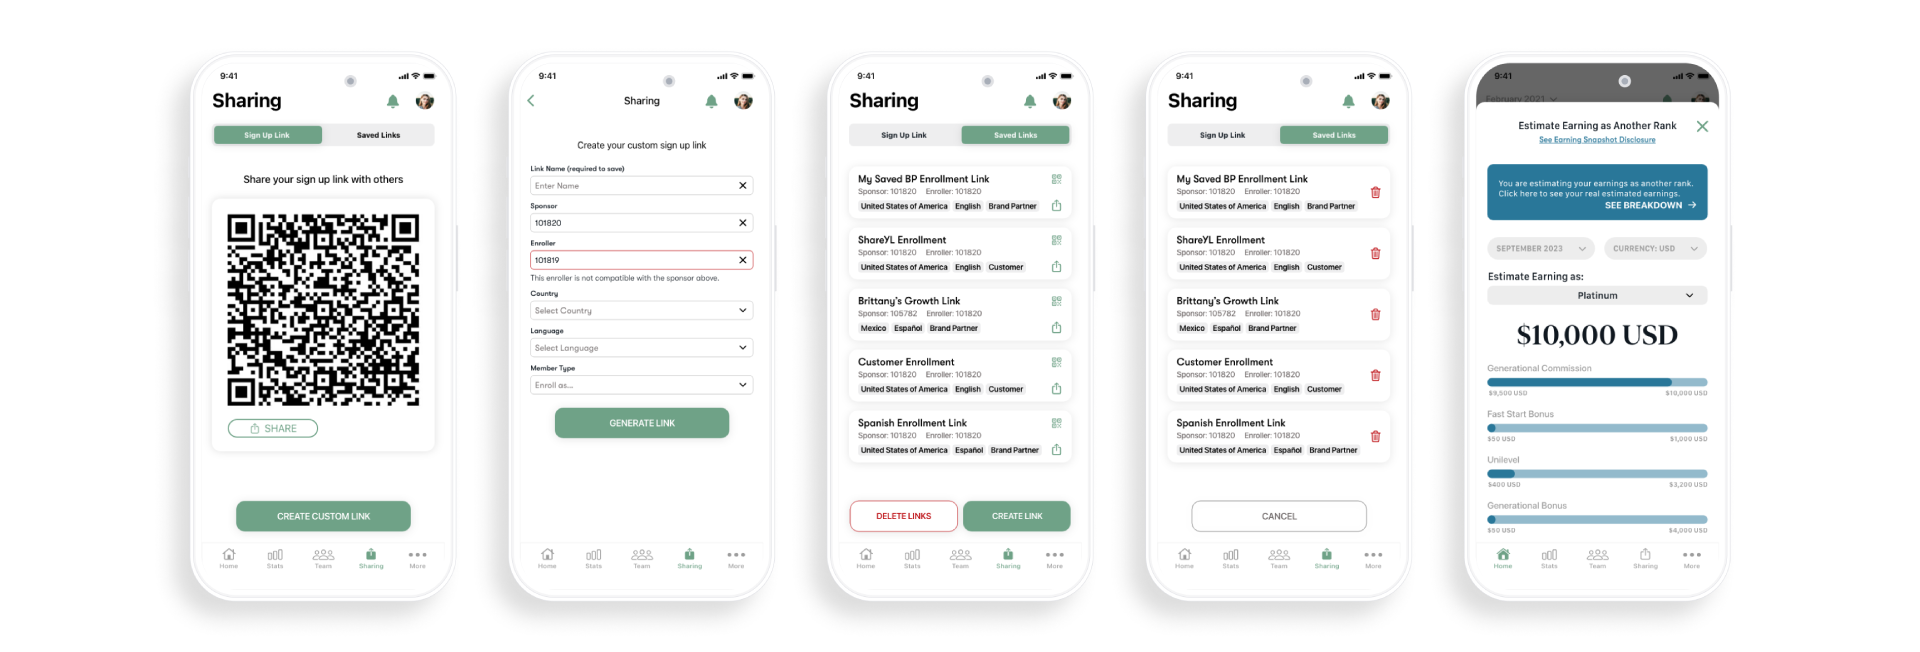 9:41
Sharing
Sign Up Link
Saved Links
Share your sign up link with others
SHARE
CREATE CUSTOM LINK
Home
Stats
Team
Sharing
More
9:41
Sharing
Create your custom sign up link
Link Name (required to save)
Enter Name
Sponsor
101820
Enroller
101819
This enroller is not compatible with the sponsor above.
Country
Select Country
Language
Select Language
Member Type
Enroll as...
GENERATE LINK
Home
Stats
Team
Sharing
More
9:41
Sharing
Sign Up Link
Saved Links
My Saved BP Enrollment Link
Sponsor: 101820 Enroller: 101820
United States of America English Brand Partner
ShareYL Enrollment
Sponsor: 101820 Enroller: 101820
United States of America English Customer
Brittany's Growth Link
Sponsor: 105782 Enroller: 101820
Mexico Español Brand Partner
Customer Enrollment
Sponsor: 101820 Enroller: 101820
United States of America English Customer
Spanish Enrollment Link
Sponsor: 101820 Enroller: 101820
United States of America Español Brand Partner
DELETE LINKS
CREATE LINK
Home
Stats
Team
Sharing
More
9:41
Sharing
Sign Up Link
Saved Links
My Saved BP Enrollment Link
Sponsor: 101820 Enroller: 101820
United States of America English Brand Partner
ShareYL Enrollment
Sponsor: 101820 Enroller: 101820
United States of America English Customer
Brittany's Growth Link
Sponsor: 105782 Enroller: 101820
Mexico Español Brand Partner
Customer Enrollment
Sponsor: 101820 Enroller: 101820
United States of America English Customer
Spanish Enrollment Link
Sponsor: 101820 Enroller: 101820
United States of America Español Brand Partner
CANCEL
Home
Stats
Team
Sharing
More
9:41
February 2021
Estimate Earning as Another Rank
See Earning Snapshot Disclosure
You are estimating your earnings as another rank.
Click here to see your real estimated earnings.
SEE BREAKDOWN
SEPTEMBER 2023
CURRENCY: USD
Estimate Earning as:
Platinum
$10,000 USD
Generational Commission
$9,500 USD
$10,000 USD
Fast Start Bonus
$50 USD
$1,000 USD
Unilevel
$400 USD
$3,200 USD
Generational Bonus
$50 USD
$4,000 USD
Home
Stats
Team
Sharing
More